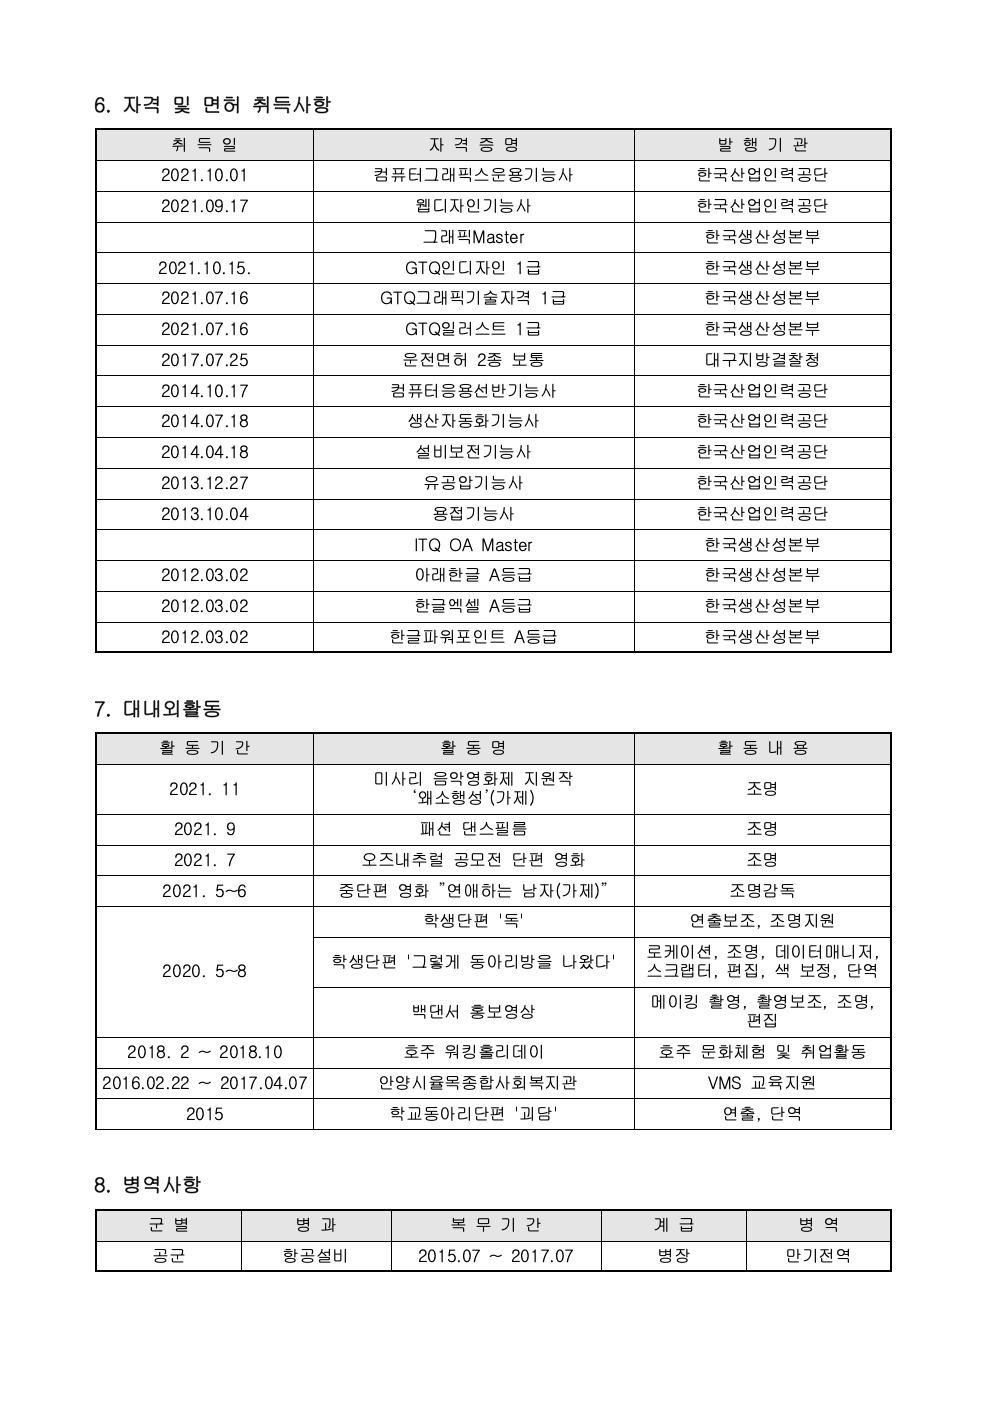 6. 자격 및 면허 취득사항
취 득 일 자 격 증 명 발 행 기 관
2021.10.01 컴퓨터그래픽스운용기능사 한국산업인력공단
2021.09.17 웹디자인기능사 한국산업인력공단
그래픽Master 한국생산성본부
2021.10.15. GTQ인디자인 1급 한국생산성본부
2021.07.16 GTQ그래픽기술자격 1급 한국생산성본부
2021.07.16 GTQ일러스트 1급 한국생산성본부
2017.07.25 운전면허 2종 보통 대구지방결찰청
2014.10.17 컴퓨터응용선반기능사 한국산업인력공단
2014.07.18 생산자동화기능사 한국산업인력공단
2014.04.18 설비보전기능사 한국산업인력공단
2013.12.27 유공압기능사 한국산업인력공단
2013.10.04 용접기능사 한국산업인력공단
ITQ OA Master 한국생산성본부
2012.03.02 아래한글 A등급 한국생산성본부
2012.03.02 한글엑셀 A등급 한국생산성본부
2012.03.02 한글파워포인트 A등급 한국생산성본부
7. 대내외활동
활 동 기 간 활 동 명 활 동 내 용
2021. 11 미사리 음악영화제 지원작 조명
‘왜소행성’(가제)
2021. 9 패션 댄스필름 조명
2021. 7 오즈내추럴 공모전 단편 영화 조명
2021. 5~6 중단편 영화 ”연애하는 남자(가제)” 조명감독
2020. 5~8 학생단편 '독' 연출보조, 조명지원
학생단편 '그렇게 동아리방을 나왔다' 로케이션, 조명, 데이터매니저,
스크랩터, 편집, 색 보정, 단역
백댄서 홍보영상 메이킹 촬영, 촬영보조, 조명,
편집
2018. 2 ~ 2018.10 호주 워킹홀리데이 호주 문화체험 및 취업활동
2016.02.22 ~ 2017.04.07 안양시율목종합사회복지관 VMS 교육지원
2015 학교동아리단편 '괴담' 연출, 단역
8. 병역사항
군 별 병 과 복 무 기 간 계 급 병 역
공군 항공설비 2015.07 ~ 2017.07 병장 만기전역